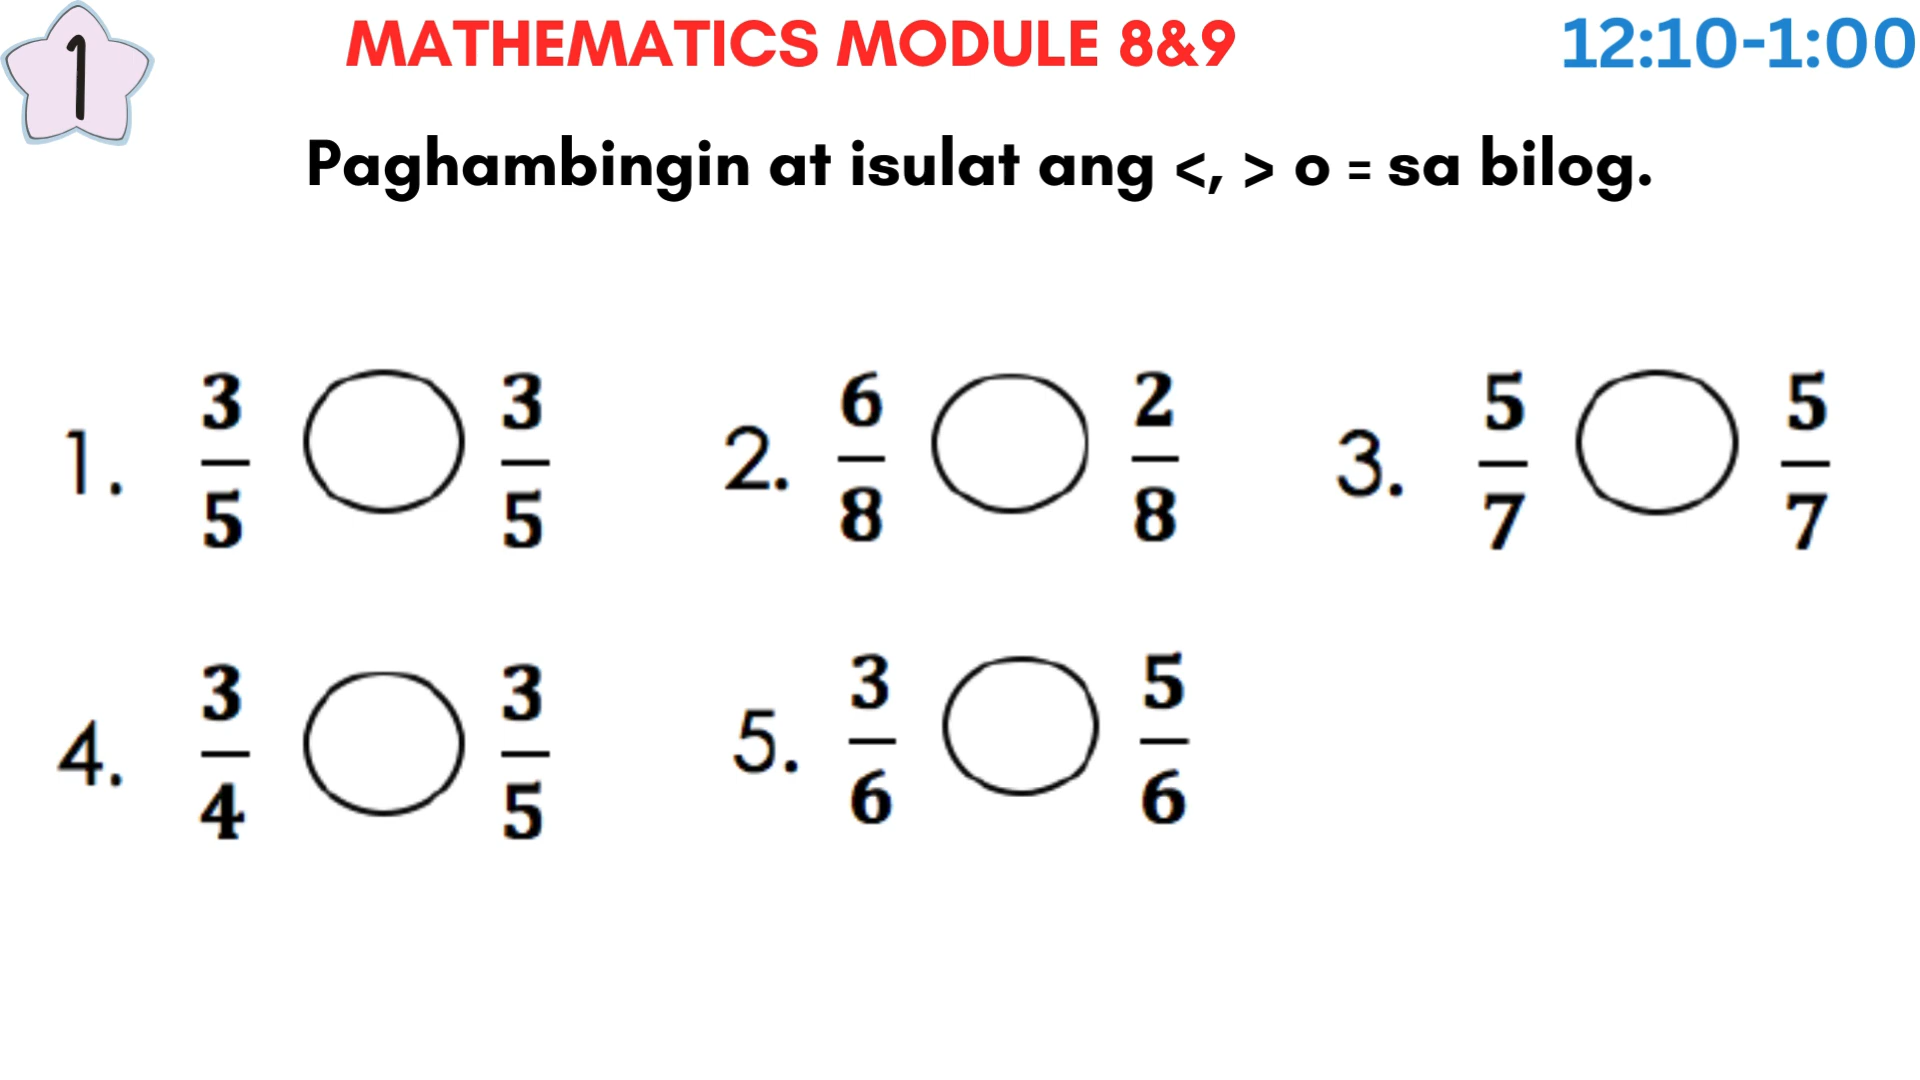 1
MATHEMATICS MODULE 8&9
12:10-1:00
Paghambingin at isulat ang <, > o = sa bilog.
1. 3/5 3/5
2. 6/8 2/8
3. 5/7 5/7
4. 3/4 3/5
5. 3/6 5/6